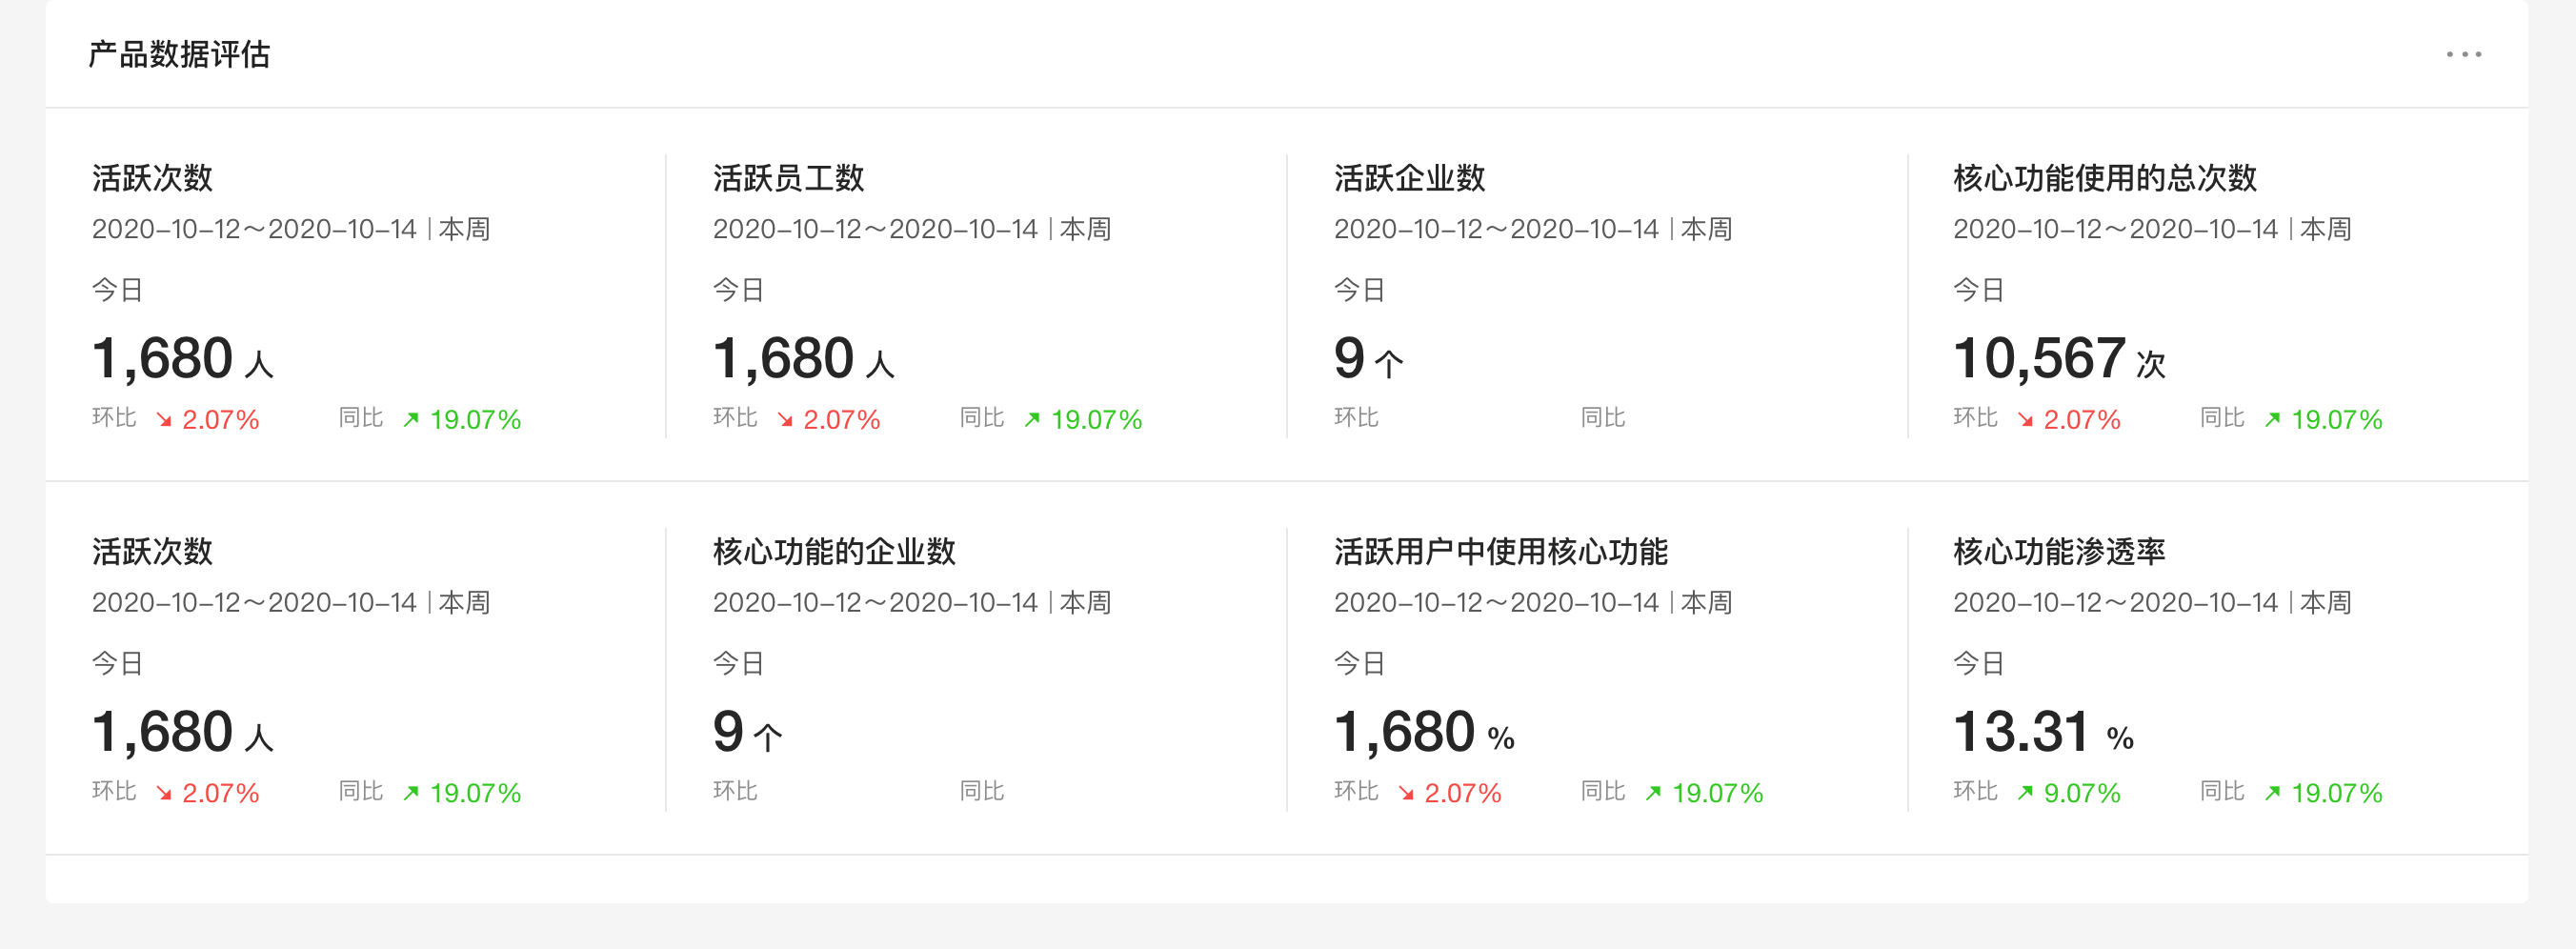 产品数据评估
活跃次数
2020-10-12～2020-10-14 | 本周
今日
1,680 人
环比 ↘ 2.07% 同比 ↗ 19.07%
活跃员工数
2020-10-12～2020-10-14 | 本周
今日
1,680 人
环比 ↘ 2.07% 同比 ↗ 19.07%
活跃企业数
2020-10-12～2020-10-14 | 本周
今日
9 个
环比 同比
核心功能使用的总次数
2020-10-12～2020-10-14 | 本周
今日
10,567 次
环比 ↘ 2.07% 同比 ↗ 19.07%
活跃次数
2020-10-12～2020-10-14 | 本周
今日
1,680 人
环比 ↘ 2.07% 同比 ↗ 19.07%
核心功能的企业数
2020-10-12～2020-10-14 | 本周
今日
9 个
环比 同比
活跃用户中使用核心功能
2020-10-12～2020-10-14 | 本周
今日
1,680 %
环比 ↘ 2.07% 同比 ↗ 19.07%
核心功能渗透率
2020-10-12～2020-10-14 | 本周
今日
13.31 %
环比 ↗ 9.07% 同比 ↗ 19.07%